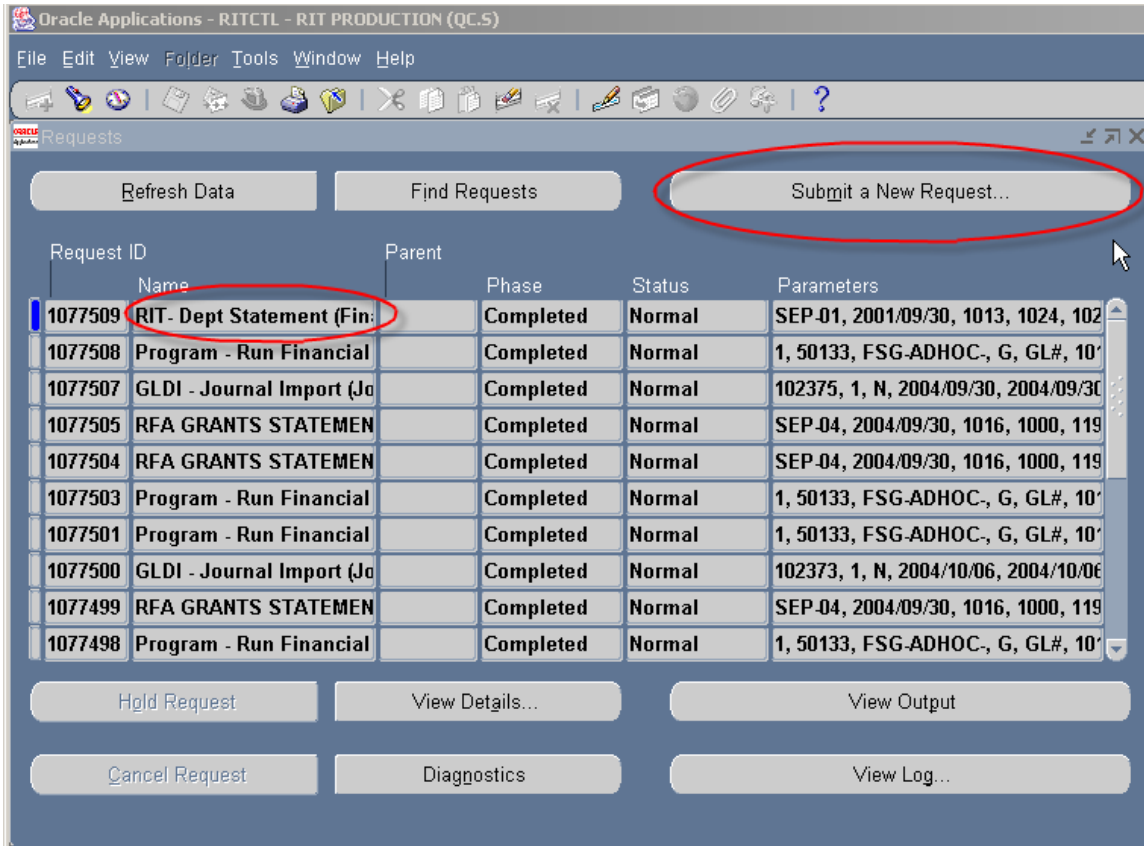 Oracle Applications - RITCTL - RIT PRODUCTION (QC.S)
File Edit View Folder Tools Window Help
Requests
Refresh Data Find Requests Submit a New Request...
Request ID Parent
Name Phase Status Parameters
1077509 RIT- Dept Statement (Fin Completed Normal SEP-01, 2001/09/30, 1013, 1024, 102
1077508 Program - Run Financial Completed Normal 1, 50133, FSG-ADHOC-, G, GL#, 10
1077507 GLDI - Journal Import (Jo Completed Normal 102375, 1, N, 2004/09/30, 2004/09/30
1077505 RFA GRANTS STATEMEN Completed Normal SEP-04, 2004/09/30, 1016, 1000, 119
1077504 RFA GRANTS STATEMEN Completed Normal SEP-04, 2004/09/30, 1016, 1000, 119
1077503 Program - Run Financial Completed Normal 1, 50133, FSG-ADHOC-, G, GL#, 10
1077501 Program - Run Financial Completed Normal 1, 50133, FSG-ADHOC-, G, GL#, 10
1077500 GLDI - Journal Import (Jo Completed Normal 102373, 1, N, 2004/10/06, 2004/10/06
1077499 RFA GRANTS STATEMEN Completed Normal SEP-04, 2004/09/30, 1016, 1000, 119
1077498 Program - Run Financial Completed Normal 1, 50133, FSG-ADHOC-, G, GL#, 10
Hold Request View Details... View Output
Cancel Request Diagnostics View Log...